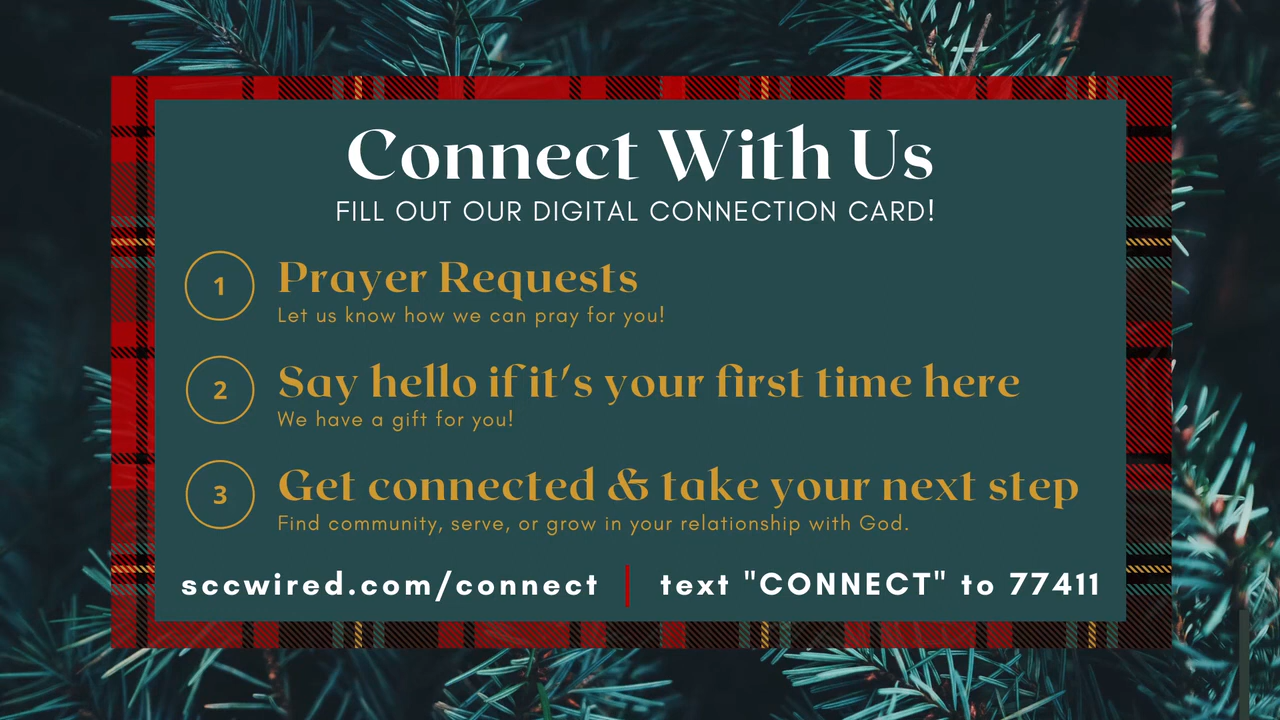 Connect With Us
FILL OUT OUR DIGITAL CONNECTION CARD!
1
Prayer Requests
Let us know how we can pray for you!
2
Say hello if it's your first time here
We have a gift for you!
3
Get connected & take your next step
Find community, serve, or grow in your relationship with God.
sccwired.com/connect | text "CONNECT" to 77411